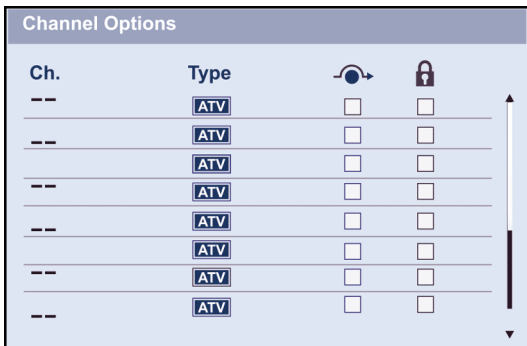 Channel Options
Ch. Type
-- ATV
-- ATV
ATV
-- ATV
-- ATV
ATV
-- ATV
-- ATV